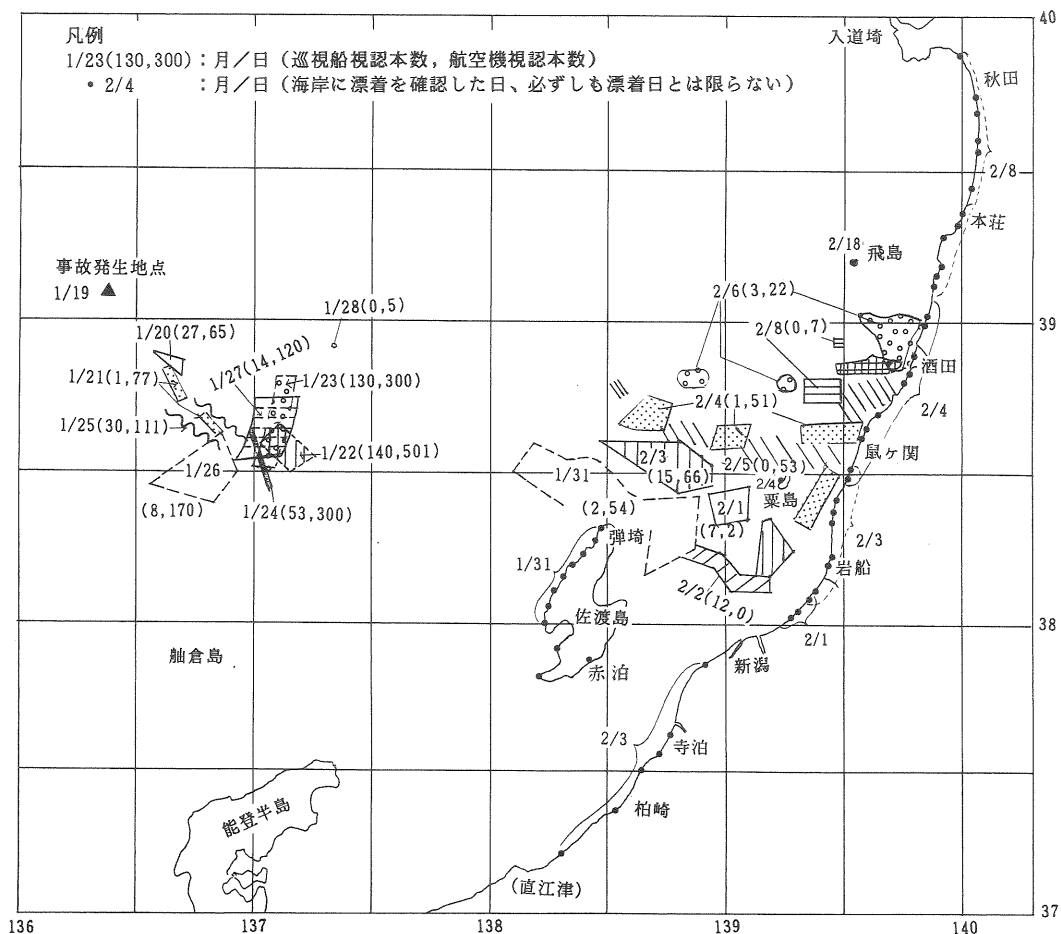 凡例
1/23(130,300)：月／日（巡視船視認本数，航空機視認本数）
• 2/4 ：月／日（海岸に漂着を確認した日、必ずしも漂着日とは限らない）
40
入道埼
秋田
2/8
本荘
2/18
飛島
事故発生地点
1/19 ▲
2/6(3,22)
1/28(0,5)
39
1/20(27,65)
2/8(0,7)
1/27(14,120)
酒田
1/21(1,77)
1/23(130,300)
2/4(1,51)
2/4
1/25(30,111)
1/22(140,501)
鼠ヶ関
2/3
2/5(0,53)
1/26
1/31
(15,66)
2/4
粟島
(8,170)
1/24(53,300)
(2,54)
2/1
(7,2)
弾埼
2/3
1/31
岩船
2/2(12,0)
佐渡島
38
2/1
舳倉島
赤泊
新潟
2/3
寺泊
能登半島
柏崎
(直江津)
37
136
137
138
139
140